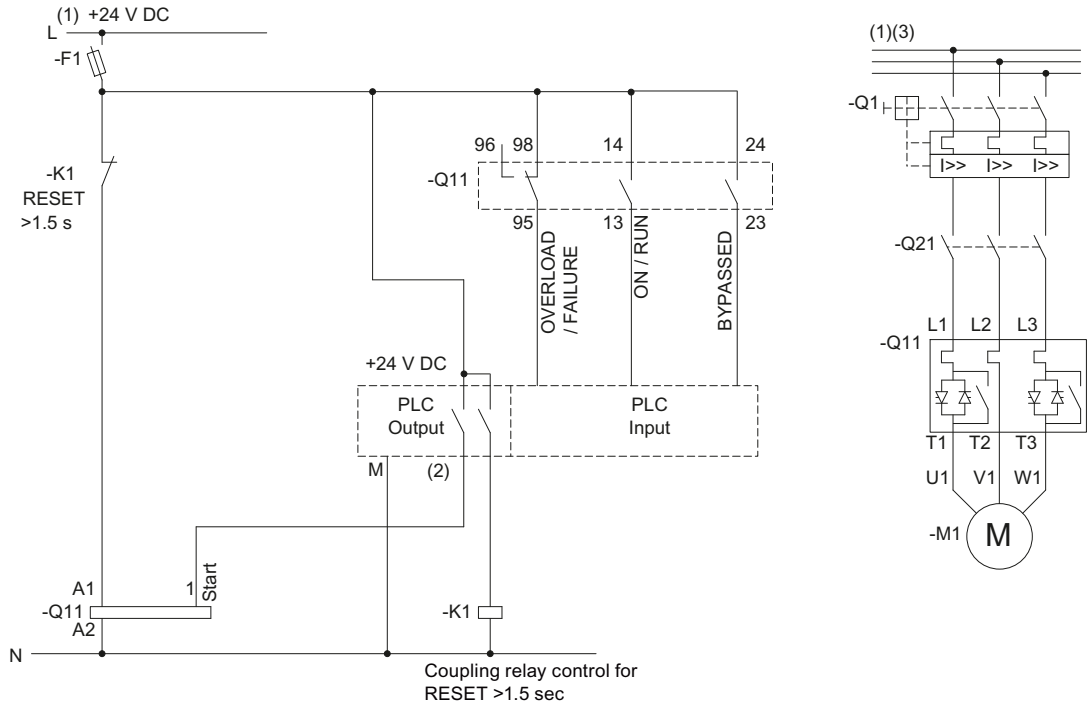 (1) +24 V DC
L
-F1
-K1
RESET
>1.5 s
96 98 14 24
-Q11
95 13 23
OVERLOAD
/ FAILURE
ON / RUN
BYPASSED
+24 V DC
PLC
Output
PLC
Input
M (2)
A1 1
Start
-Q11
A2
-K1
N
Coupling relay control for
RESET >1.5 sec
(1)(3)
-Q1
I>> I>> I>>
-Q21
L1 L2 L3
-Q11
T1 T2 T3
U1 V1 W1
-M1
M